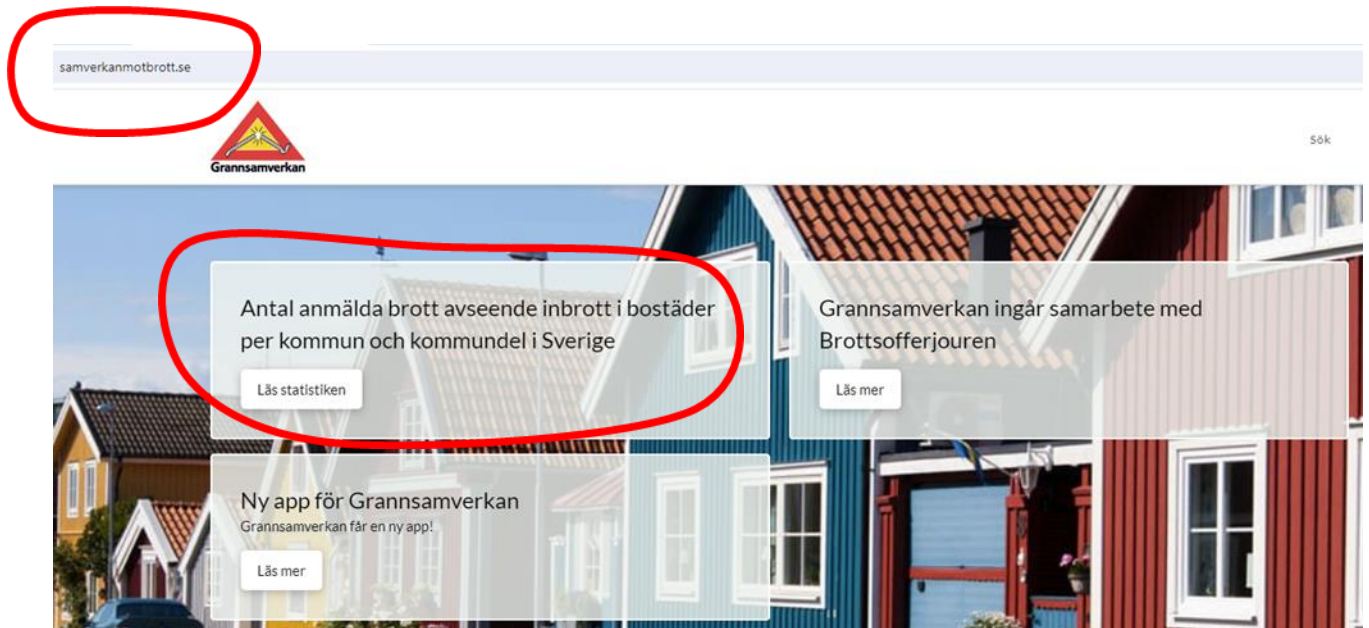 samverkanmotbrott.se
Grannsamverkan
Sök
Antal anmälda brott avseende inbrott i bostäder
per kommun och kommundel i Sverige
Läs statistiken
Grannsamverkan ingår samarbete med
Brottsofferjouren
Läs mer
Ny app för Grannsamverkan
Grannsamverkan får en ny app!
Läs mer